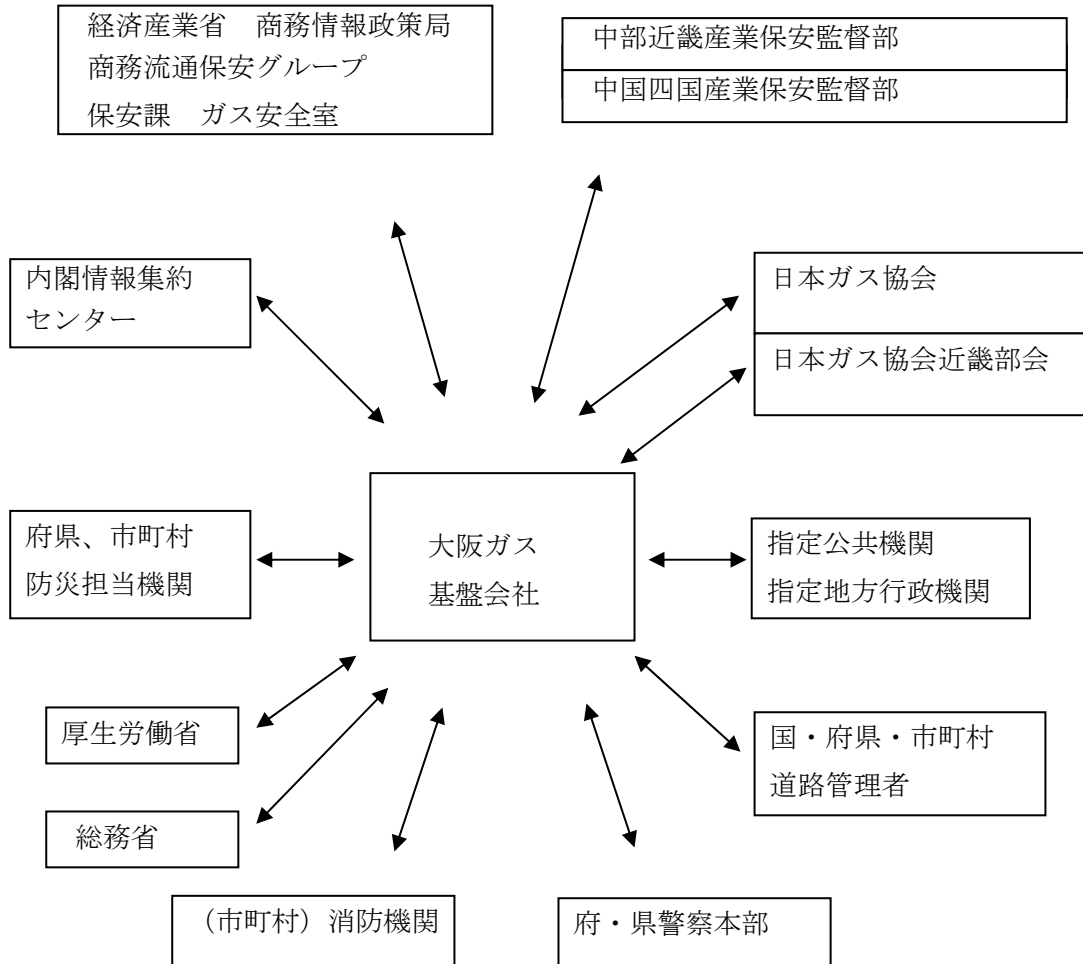 経済産業省　商務情報政策局
商務流通保安グループ
保安課　ガス安全室
中部近畿産業保安監督部
中国四国産業保安監督部
内閣情報集約
センター
日本ガス協会
日本ガス協会近畿部会
府県、市町村
防災担当機関
大阪ガス
基盤会社
指定公共機関
指定地方行政機関
厚生労働省
国・府県・市町村
道路管理者
総務省
（市町村）消防機関
府・県警察本部